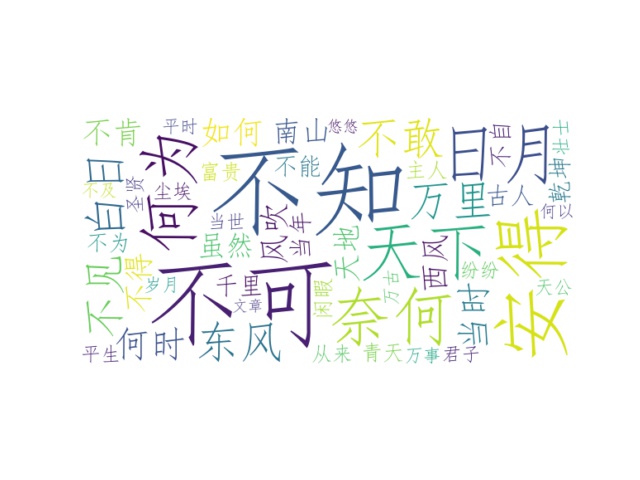 不肯
平时
如何
南山
悠悠
不敢
日月
不自
壮士
不知
何为
白日
不及
圣贤
尘埃
富贵
不能
主人
万里
古人
乾坤
何以
当世
风吹
当年
不为
虽然
天地
天下
西风
纷纷
安得
不见
不得
岁月
千里
文章
不可
闲暇
万古
奈何
当时
天公
平生
何时
东风
从来
青天
万事
君子